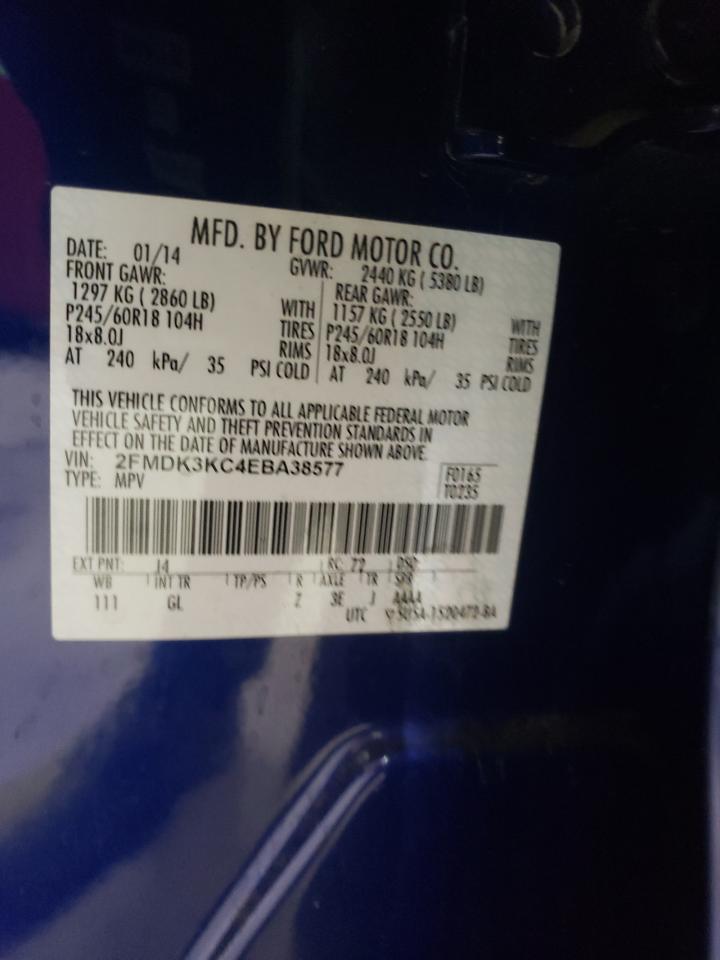 MFD. BY FORD MOTOR CO.
DATE: 01/14
GVWR: 2440 KG ( 5380 LB)
FRONT GAWR:
1297 KG ( 2860 LB) WITH
P245/60R18 104H TIRES
18x8.0J RIMS
AT 240 kPa/ 35 PSI COLD
REAR GAWR:
1157 KG ( 2550 LB) WITH
P245/60R18 104H TIRES
18x8.0J RIMS
AT 240 kPa/ 35 PSI COLD
THIS VEHICLE CONFORMS TO ALL APPLICABLE FEDERAL MOTOR
VEHICLE SAFETY AND THEFT PREVENTION STANDARDS IN
EFFECT ON THE DATE OF MANUFACTURE SHOWN ABOVE.
VIN: 2FMDK3KC4EBA38577
TYPE: MPV
F0165
T0235
EXT PNT: J4 RC: 72 DSO:
WB INT TR TP/PS R AXLE TR SPR
111 GL Z 3E J AAAA
UTC